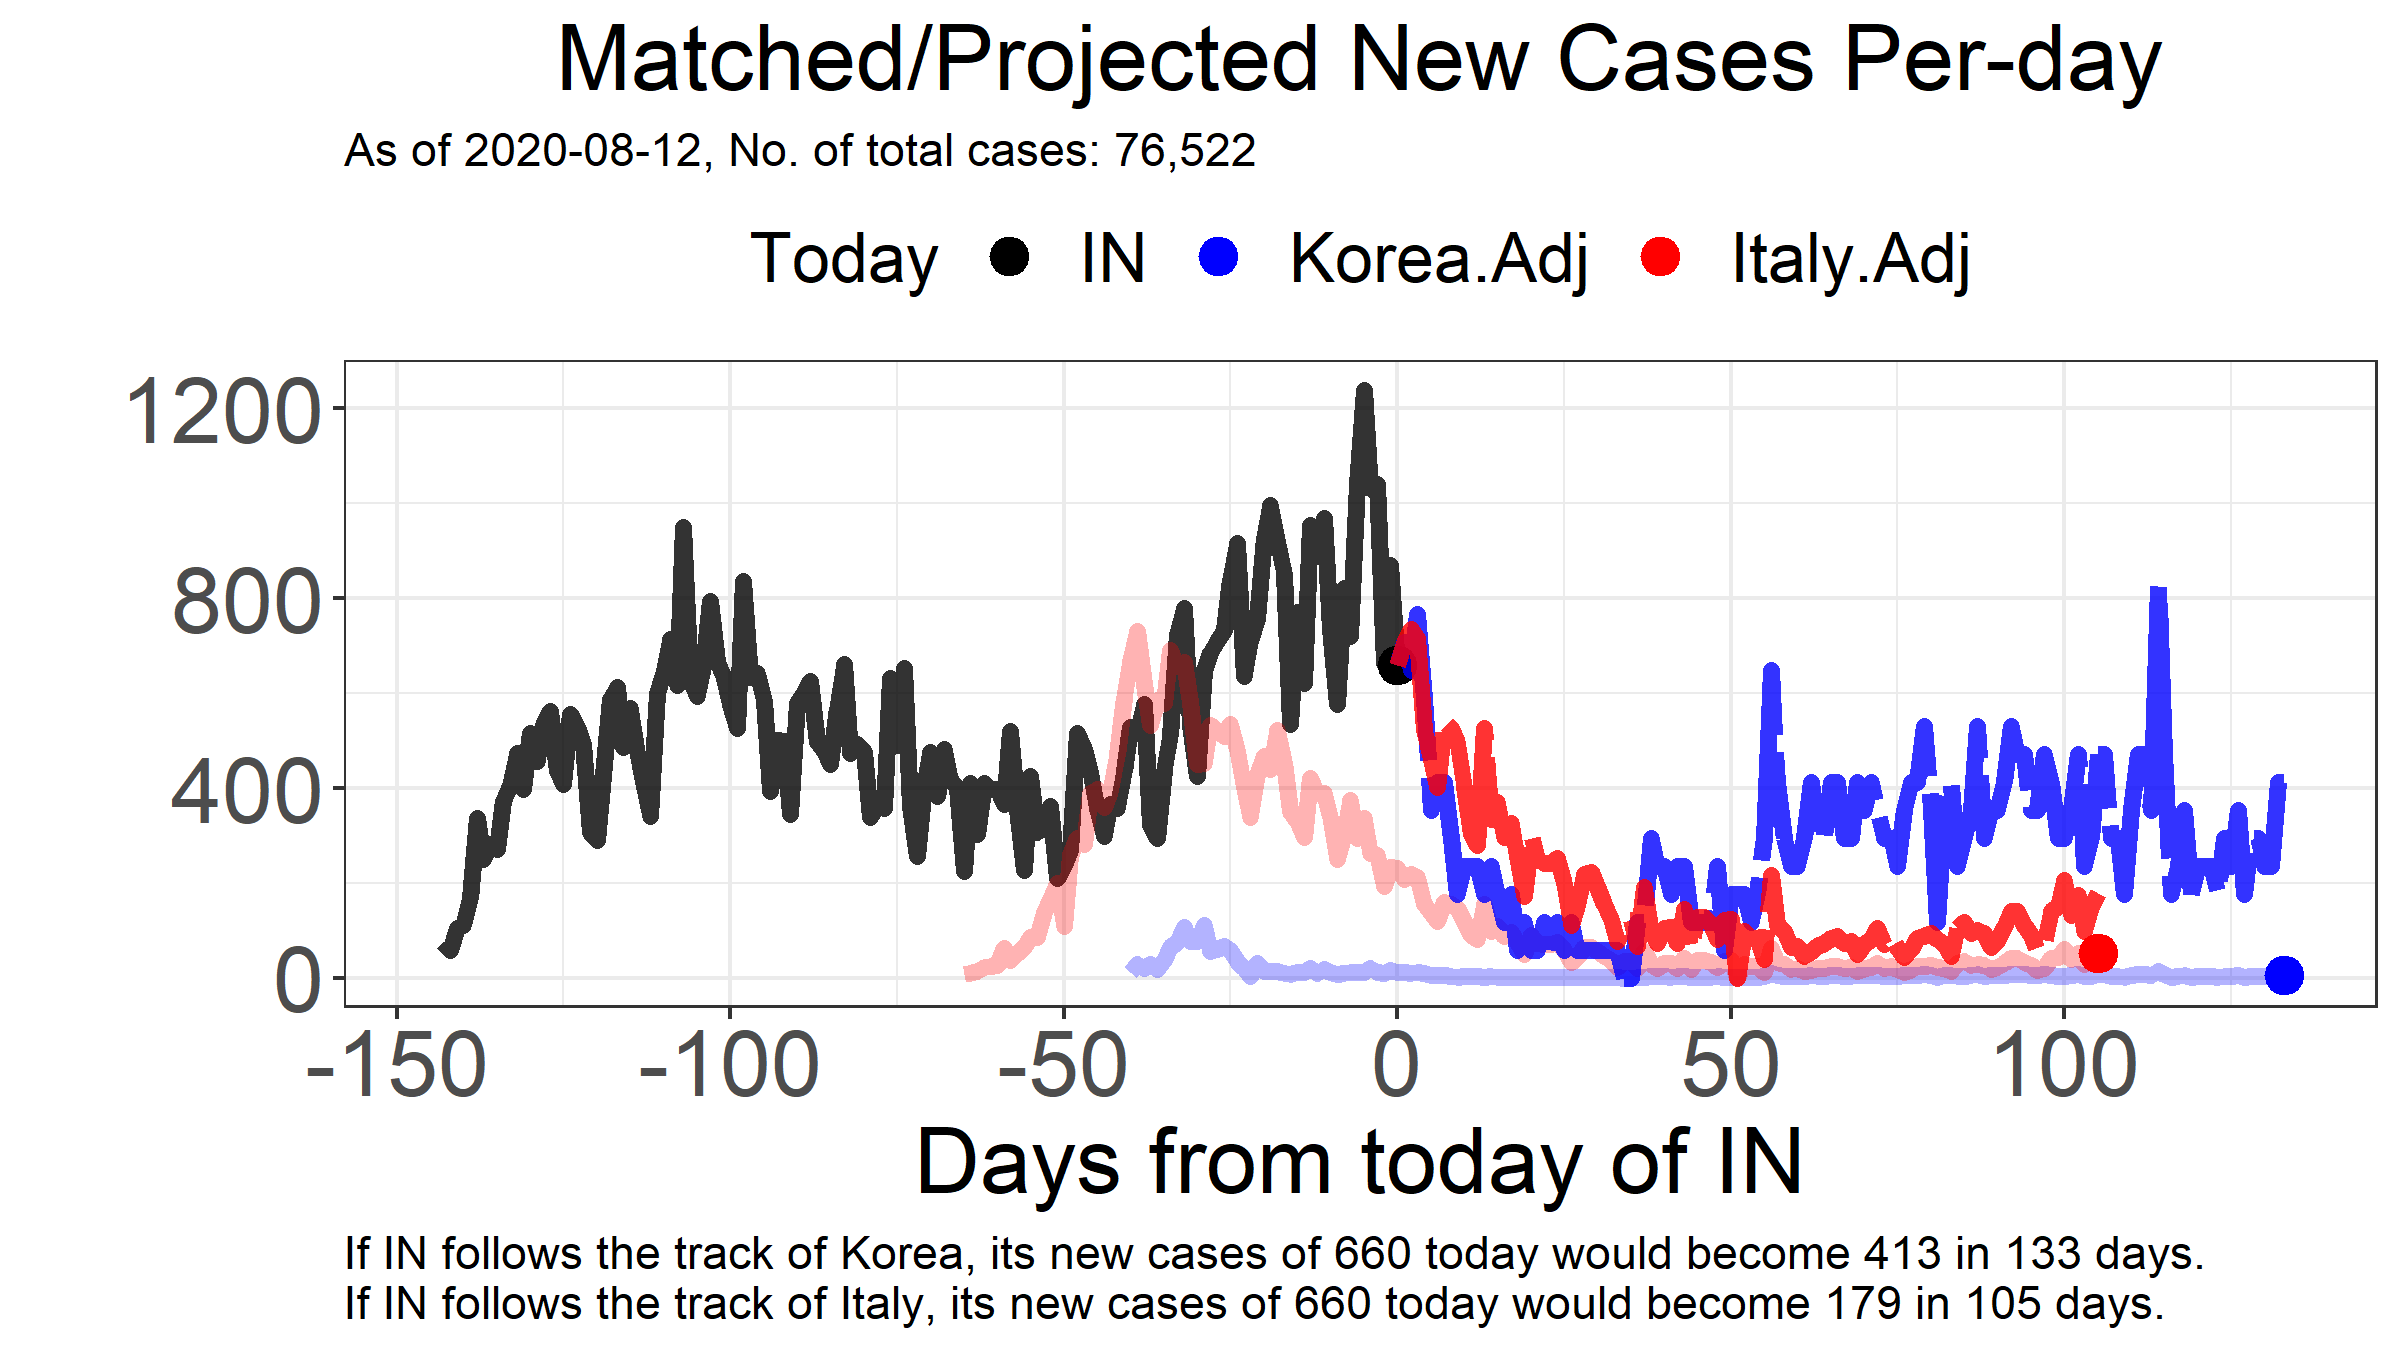 Matched/Projected New Cases Per-day
As of 2020-08-12, No. of total cases: 76,522
Today IN Korea.Adj Italy.Adj
1200
800
400
0
-150 -100 -50 0 50 100
Days from today of IN
If IN follows the track of Korea, its new cases of 660 today would become 413 in 133 days.
If IN follows the track of Italy, its new cases of 660 today would become 179 in 105 days.